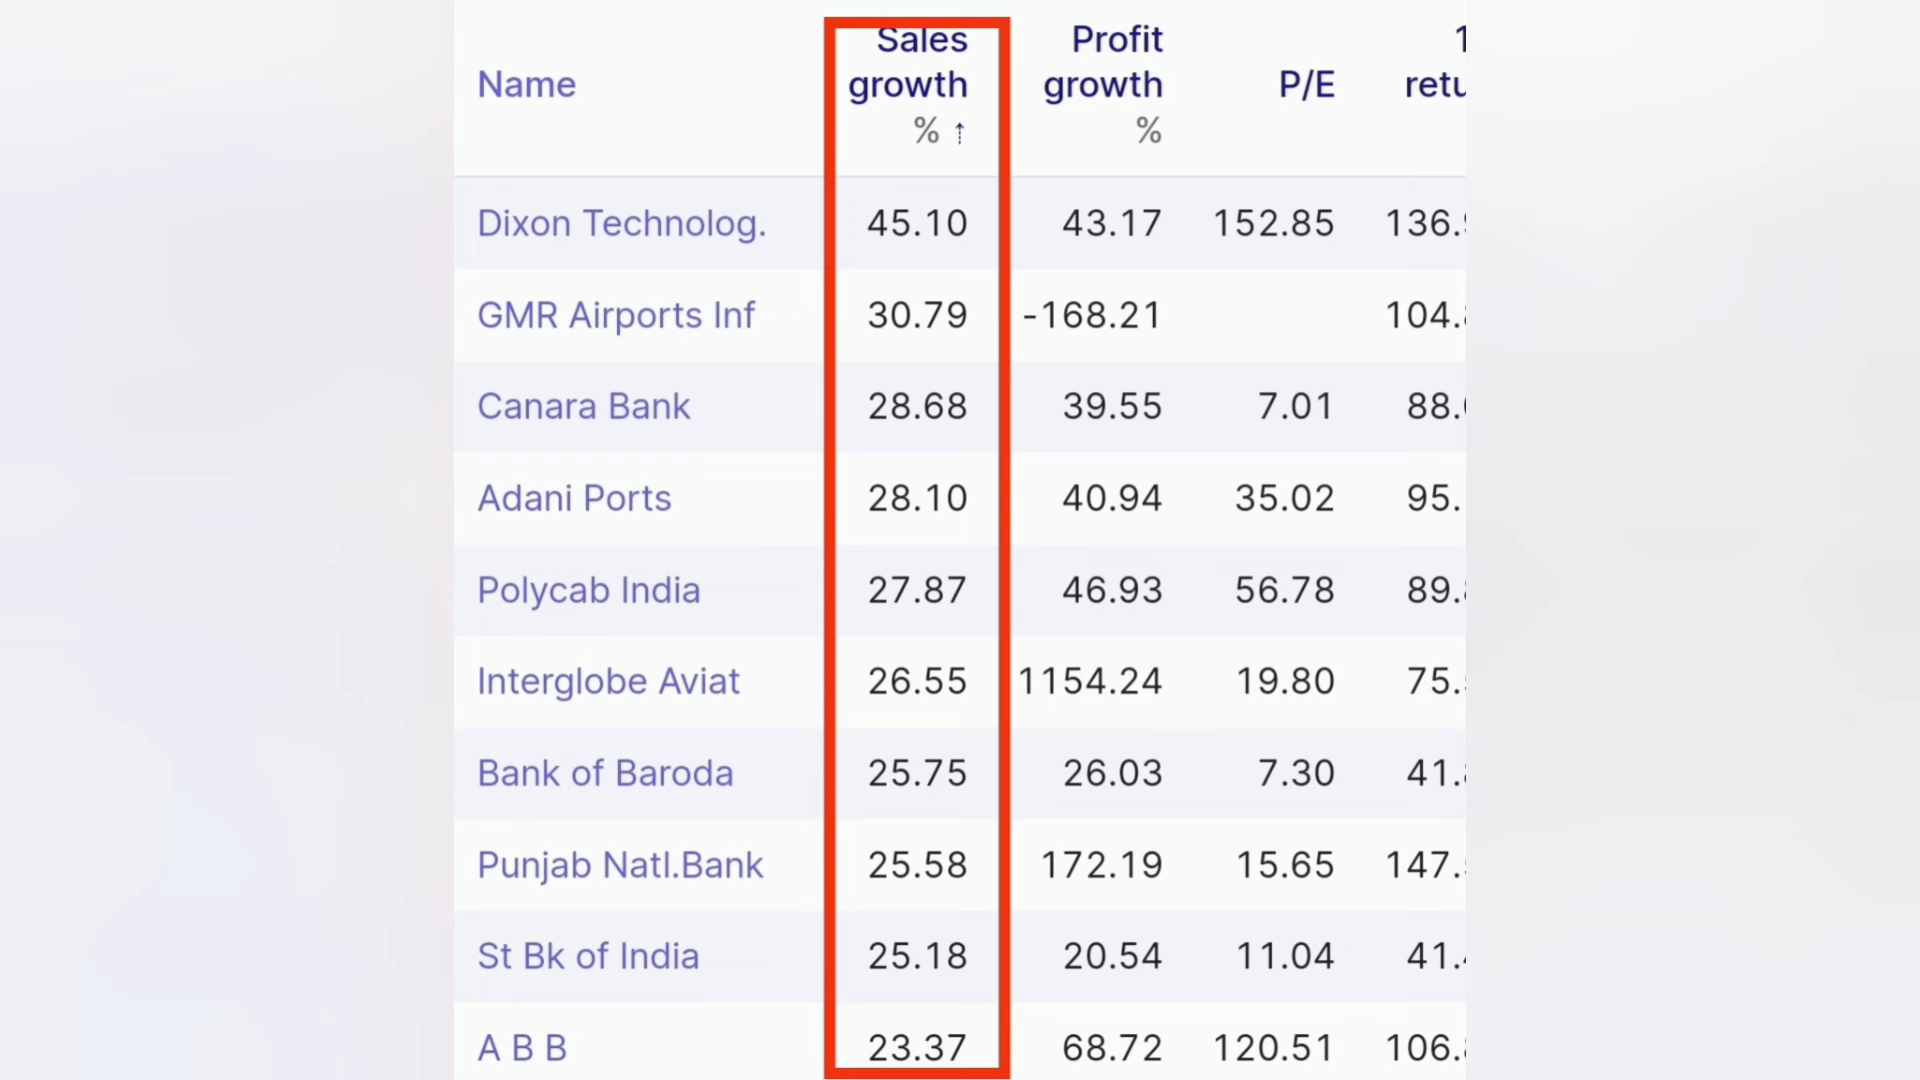 Name Sales growth % ↑ Profit growth % P/E
Dixon Technolog. 45.10 43.17 152.85
GMR Airports Inf 30.79 -168.21
Canara Bank 28.68 39.55 7.01
Adani Ports 28.10 40.94 35.02
Polycab India 27.87 46.93 56.78
Interglobe Aviat 26.55 1154.24 19.80
Bank of Baroda 25.75 26.03 7.30
Punjab Natl.Bank 25.58 172.19 15.65
St Bk of India 25.18 20.54 11.04
A B B 23.37 68.72 120.51